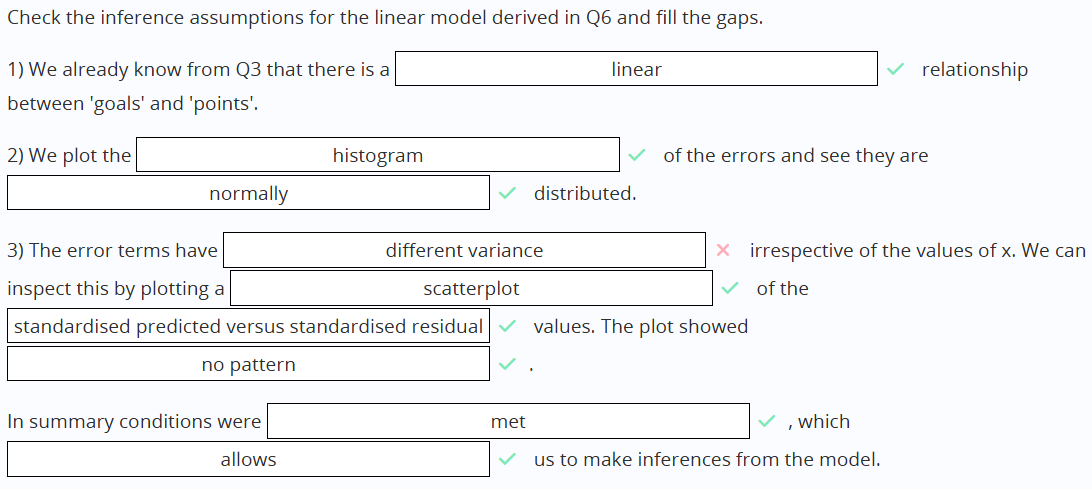 Check the inference assumptions for the linear model derived in Q6 and fill the gaps.
1) We already know from Q3 that there is a linear ✓ relationship
between 'goals' and 'points'.
2) We plot the histogram ✓ of the errors and see they are
normally ✓ distributed.
3) The error terms have different variance ✗ irrespective of the values of x. We can
inspect this by plotting a scatterplot ✓ of the
standardised predicted versus standardised residual ✓ values. The plot showed
no pattern ✓ .
In summary conditions were met ✓ , which
allows ✓ us to make inferences from the model.